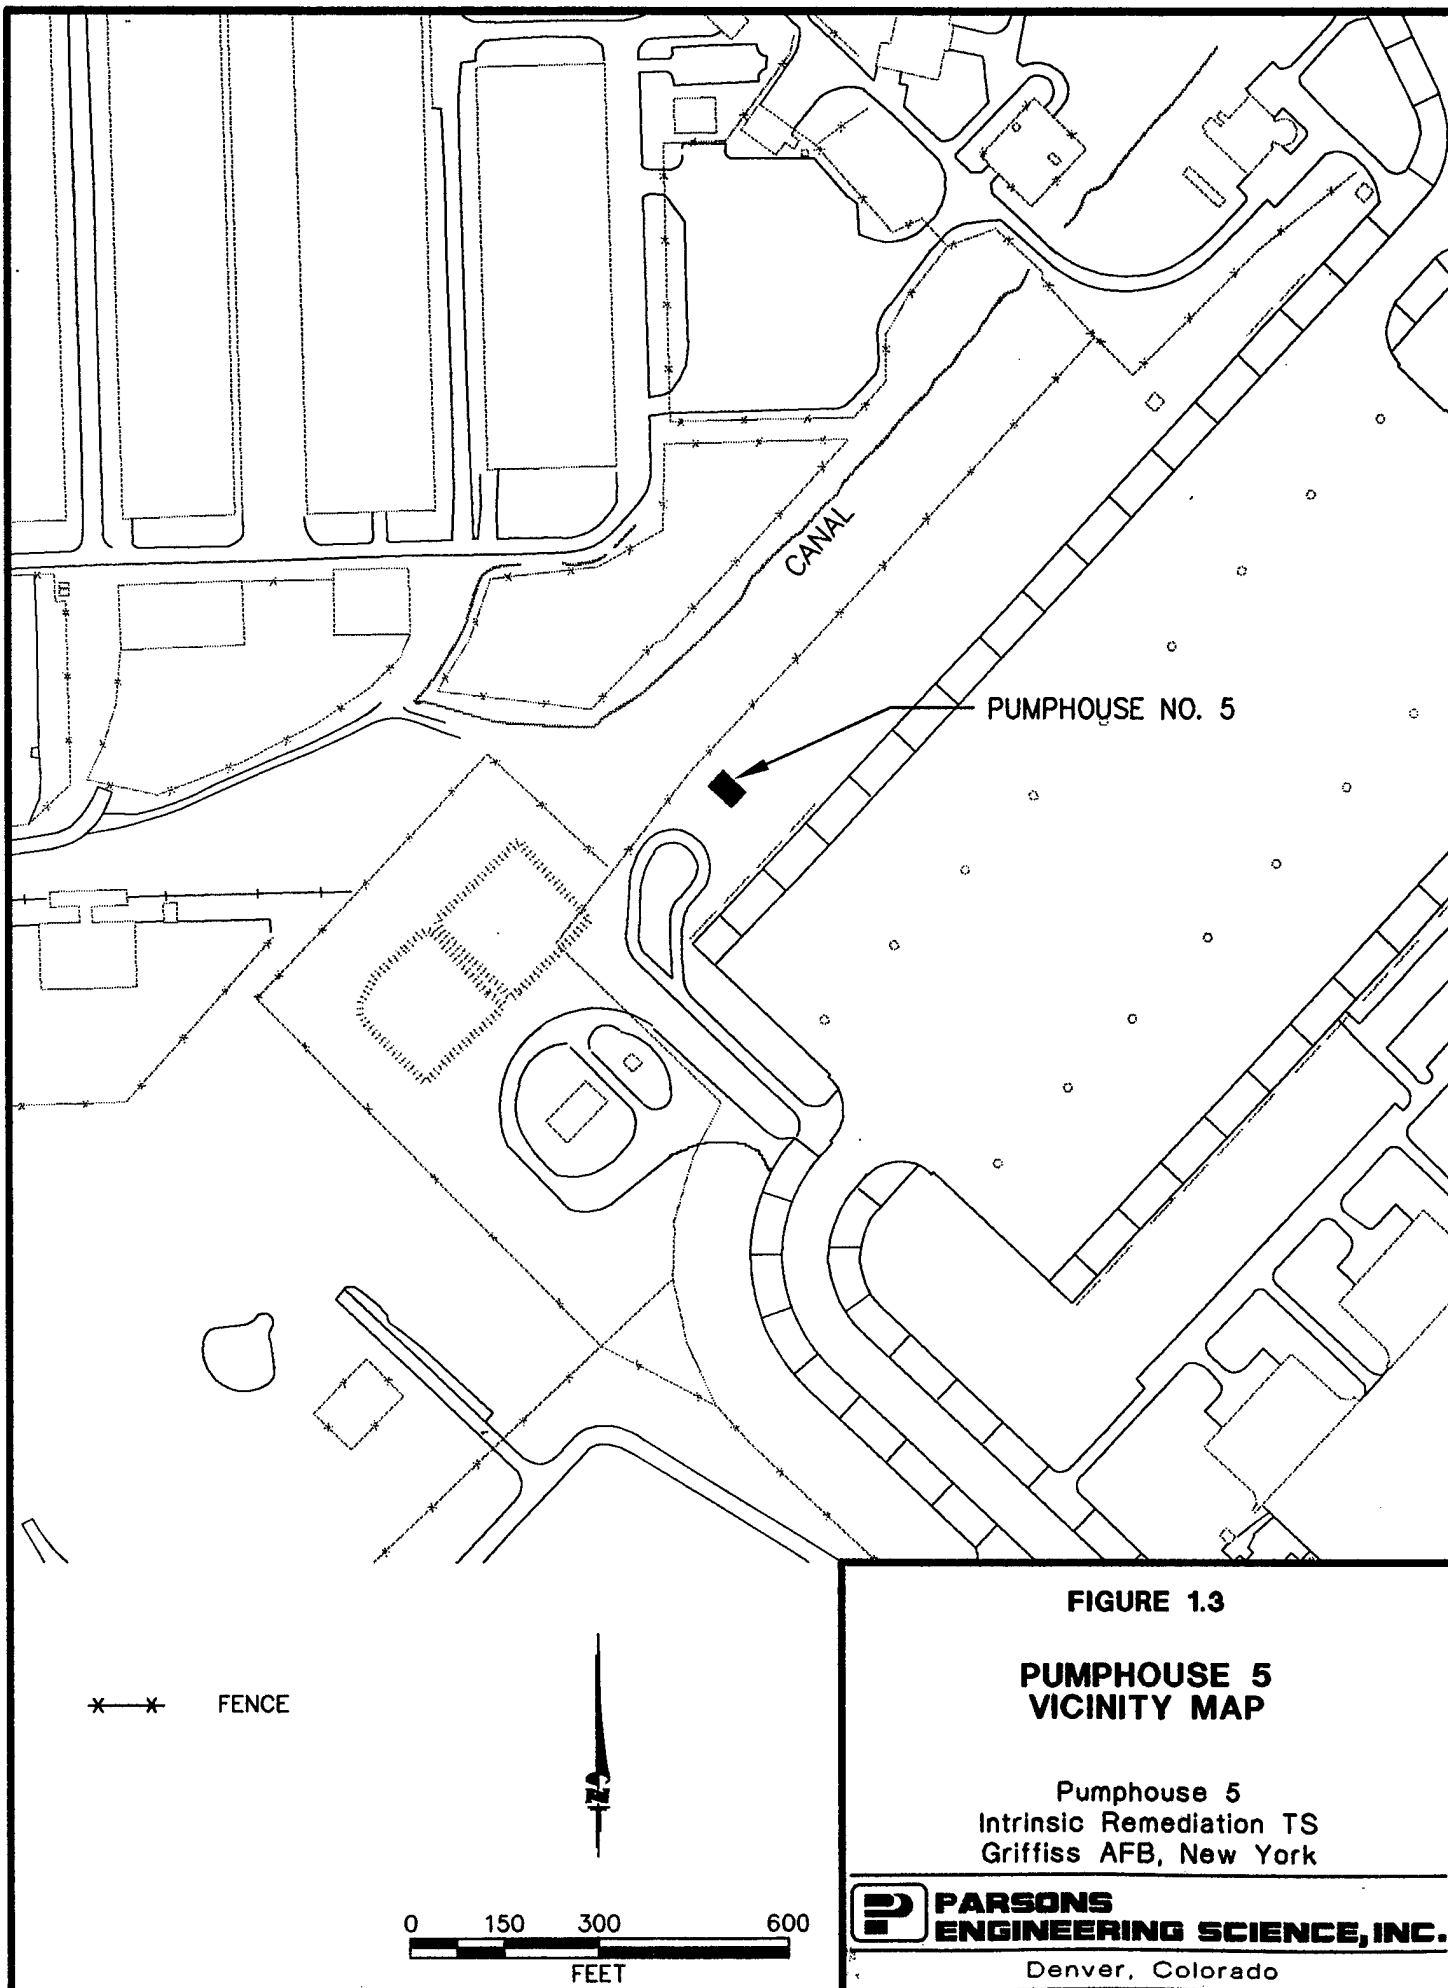 CANAL
PUMPHOUSE NO. 5
FENCE
0 150 300 600
FEET
FIGURE 1.3
PUMPHOUSE 5
VICINITY MAP
Pumphouse 5
Intrinsic Remediation TS
Griffiss AFB, New York
PARSONS
ENGINEERING SCIENCE, INC.
Denver, Colorado